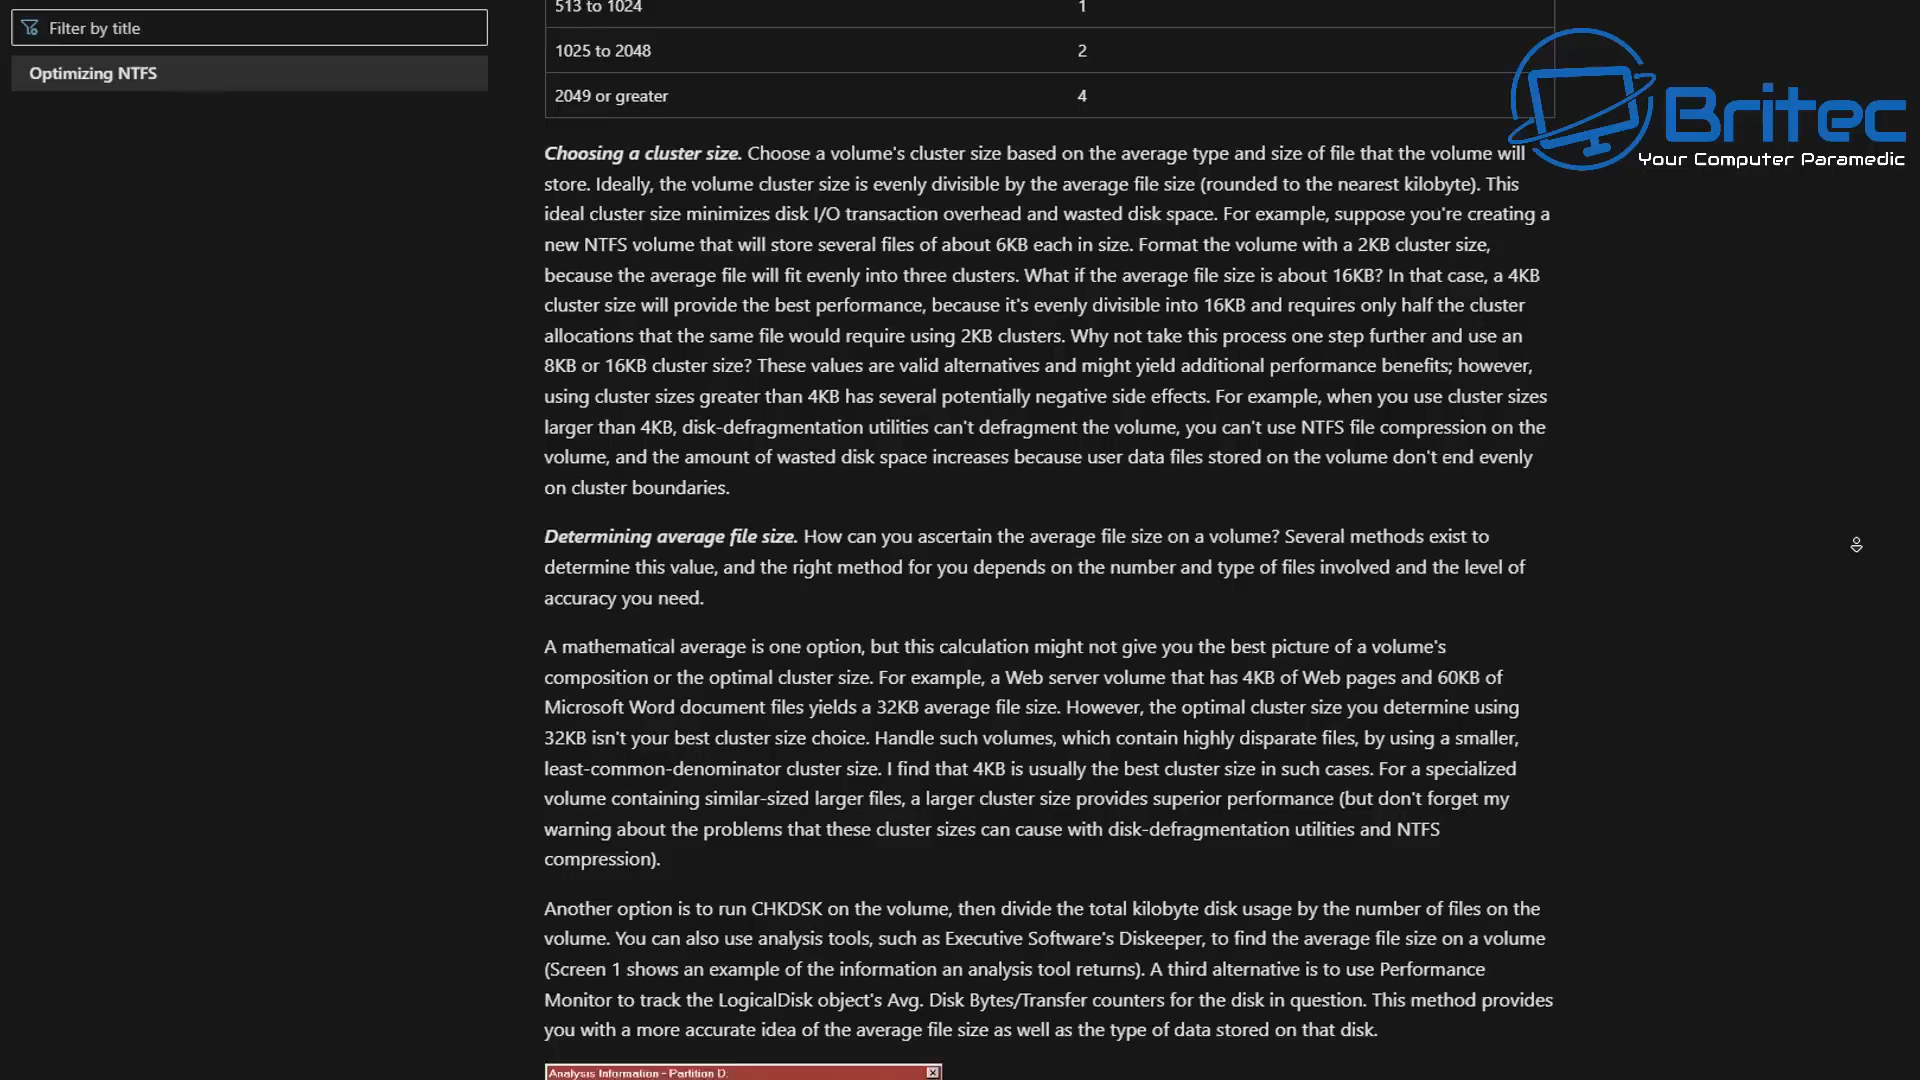 Filter by title
Optimizing NTFS
513 to 1024 1
1025 to 2048 2
2049 or greater 4
Britec
Your Computer Paramedic
Choosing a cluster size. Choose a volume's cluster size based on the average type and size of file that the volume will
store. Ideally, the volume cluster size is evenly divisible by the average file size (rounded to the nearest kilobyte). This
ideal cluster size minimizes disk I/O transaction overhead and wasted disk space. For example, suppose you're creating a
new NTFS volume that will store several files of about 6KB each in size. Format the volume with a 2KB cluster size,
because the average file will fit evenly into three clusters. What if the average file size is about 16KB? In that case, a 4KB
cluster size will provide the best performance, because it's evenly divisible into 16KB and requires only half the cluster
allocations that the same file would require using 2KB clusters. Why not take this process one step further and use an
8KB or 16KB cluster size? These values are valid alternatives and might yield additional performance benefits; however,
using cluster sizes greater than 4KB has several potentially negative side effects. For example, when you use cluster sizes
larger than 4KB, disk-defragmentation utilities can't defragment the volume, you can't use NTFS file compression on the
volume, and the amount of wasted disk space increases because user data files stored on the volume don't end evenly
on cluster boundaries.
Determining average file size. How can you ascertain the average file size on a volume? Several methods exist to
determine this value, and the right method for you depends on the number and type of files involved and the level of
accuracy you need.
A mathematical average is one option, but this calculation might not give you the best picture of a volume's
composition or the optimal cluster size. For example, a Web server volume that has 4KB of Web pages and 60KB of
Microsoft Word document files yields a 32KB average file size. However, the optimal cluster size you determine using
32KB isn't your best cluster size choice. Handle such volumes, which contain highly disparate files, by using a smaller,
least-common-denominator cluster size. I find that 4KB is usually the best cluster size in such cases. For a specialized
volume containing similar-sized larger files, a larger cluster size provides superior performance (but don't forget my
warning about the problems that these cluster sizes can cause with disk-defragmentation utilities and NTFS
compression).
Another option is to run CHKDSK on the volume, then divide the total kilobyte disk usage by the number of files on the
volume. You can also use analysis tools, such as Executive Software's Diskeeper, to find the average file size on a volume
(Screen 1 shows an example of the information an analysis tool returns). A third alternative is to use Performance
Monitor to track the LogicalDisk object's Avg. Disk Bytes/Transfer counters for the disk in question. This method provides
you with a more accurate idea of the average file size as well as the type of data stored on that disk.
Analysis Information - Partition D: